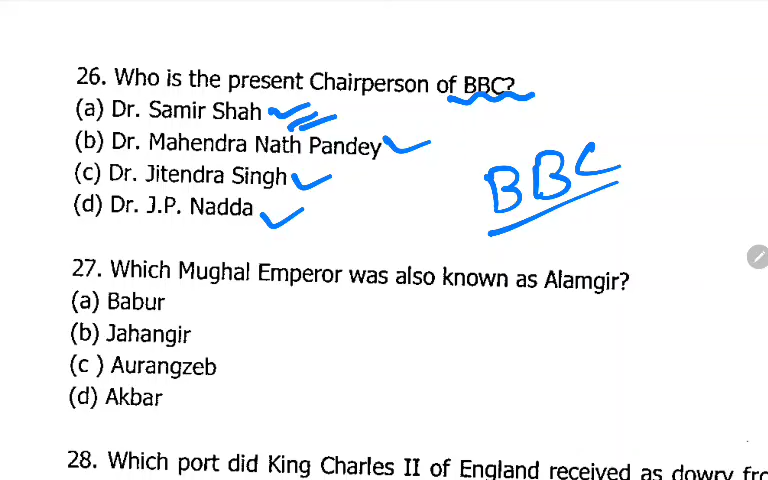 26. Who is the present Chairperson of BBC?
(a) Dr. Samir Shah
(b) Dr. Mahendra Nath Pandey
(c) Dr. Jitendra Singh
(d) Dr. J.P. Nadda
BBC
27. Which Mughal Emperor was also known as Alamgir?
(a) Babur
(b) Jahangir
(c ) Aurangzeb
(d) Akbar
28. Which port did King Charles II of England received as dowry fro